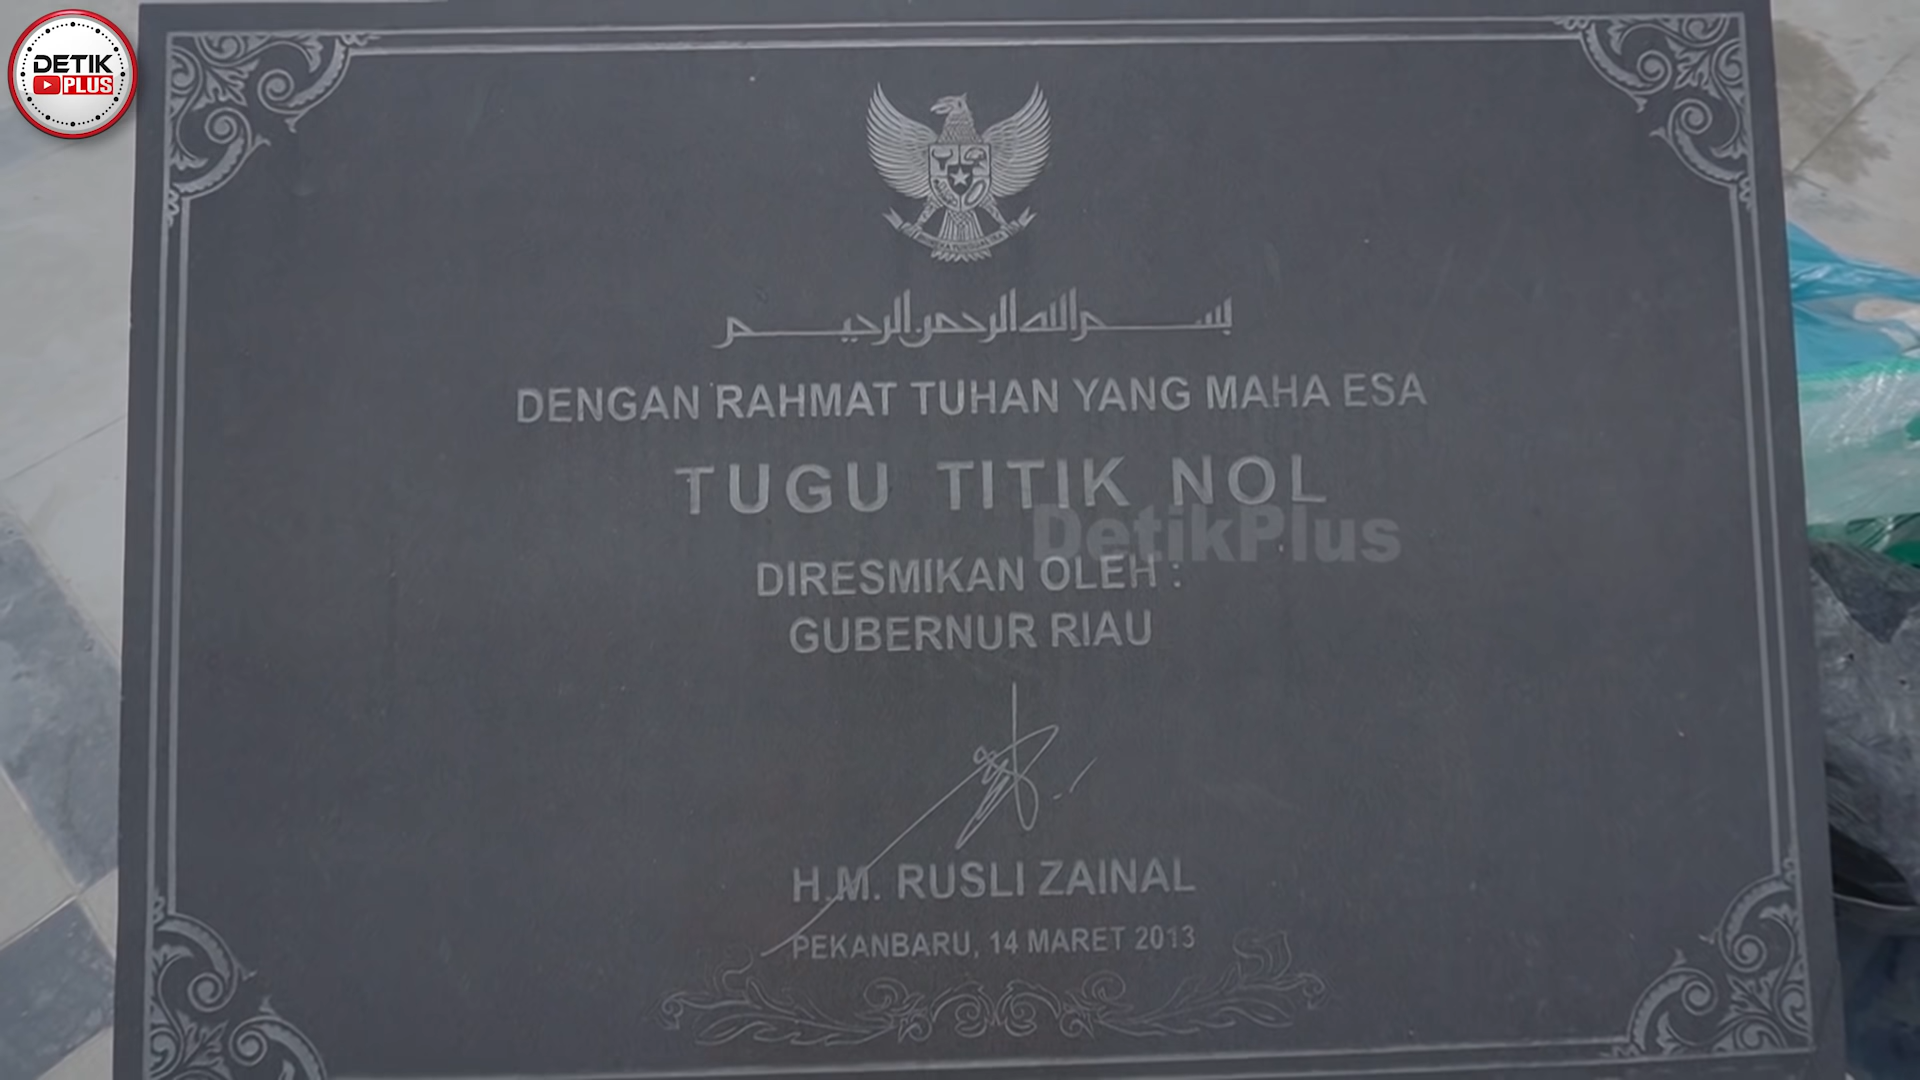 DETIK
PLUS
بسم الله الرحمن الرحيم
DENGAN RAHMAT TUHAN YANG MAHA ESA
TUGU TITIK NOL
DetikPlus
DIRESMIKAN OLEH :
GUBERNUR RIAU
H.M. RUSLI ZAINAL
PEKANBARU, 14 MARET 2013